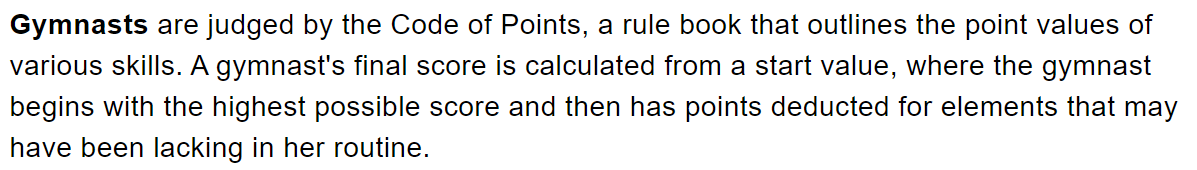 Gymnasts are judged by the Code of Points, a rule book that outlines the point values of
various skills. A gymnast's final score is calculated from a start value, where the gymnast
begins with the highest possible score and then has points deducted for elements that may
have been lacking in her routine.